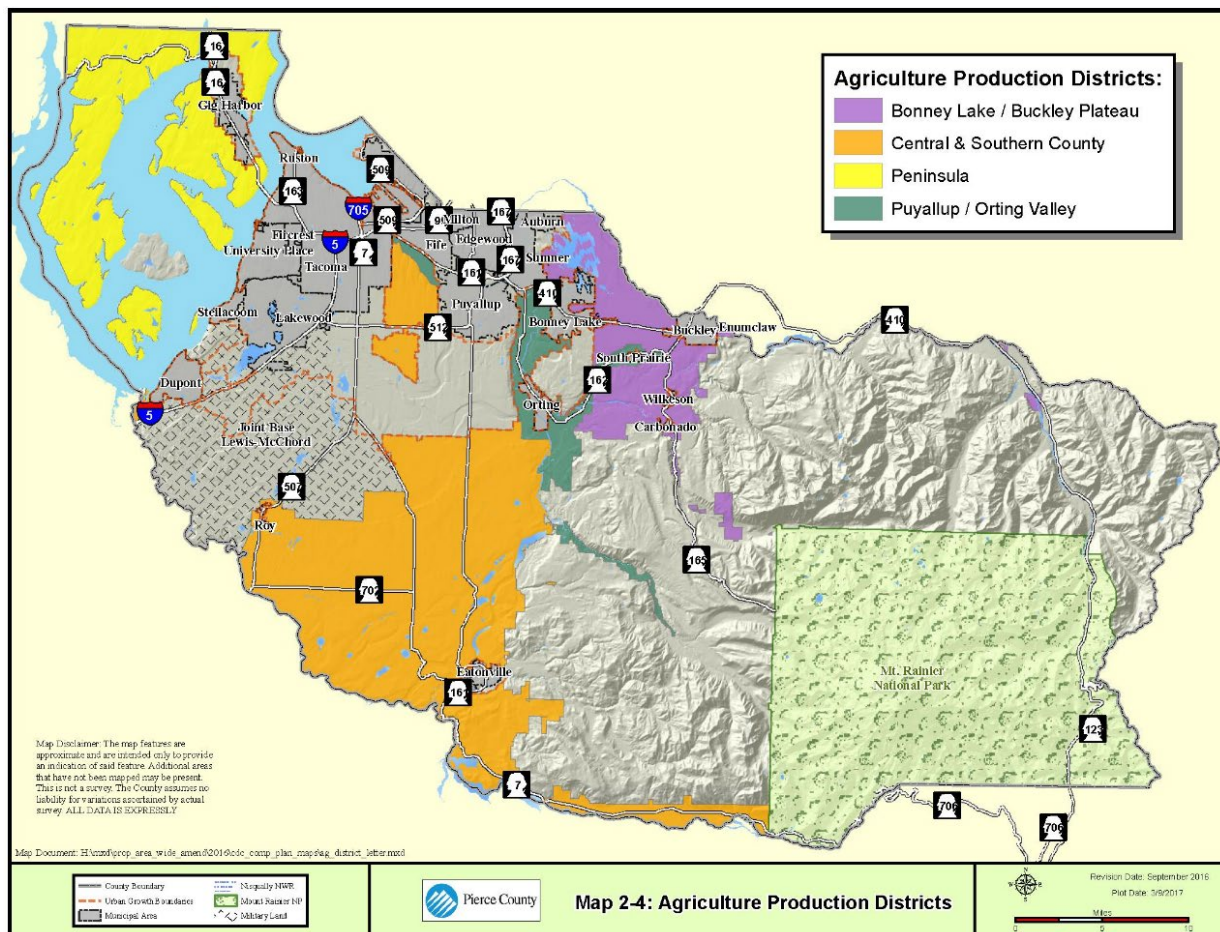 Agriculture Production Districts:
Bonney Lake / Buckley Plateau
Central & Southern County
Peninsula
Puyallup / Orting Valley
16
16
Gig Harbor
Ruston
509
163
705
509
99
Milton
167
Auburn
Fircrest
Edgewood
Fife
University Place
5
7
167
Sumner
Tacoma
161
410
Puyallup
Steilacoom
Lakewood
512
Bonney Lake
Buckley
Enumclaw
410
South Prairie
162
Dupont
5
Orting
Wilkeson
Carbonado
Joint Base
Lewis-McChord
507
Roy
165
702
Eatonville
161
Mt. Rainier
National Park
123
7
706
706
Map Disclaimer: The map features are
approximate and are intended only to provide
an indication of said feature. Additional areas
that have not been mapped may be present.
This is not a survey. The County assumes no
liability for variations ascertained by actual
survey. ALL DATA IS EXPRESSLY
Map Document: H:\mxd\prop_area_wide_amend\2016\cdc_comp_plan_maps\ag_district_letter.mxd
County Boundary
Urban Growth Boundaries
Municipal Area
Nisqually NWR
Mount Rainier NP
Military Land
Pierce County
Map 2-4: Agriculture Production Districts
Revision Date: September 2016
Plot Date: 3/9/2017
Miles
0 5 10